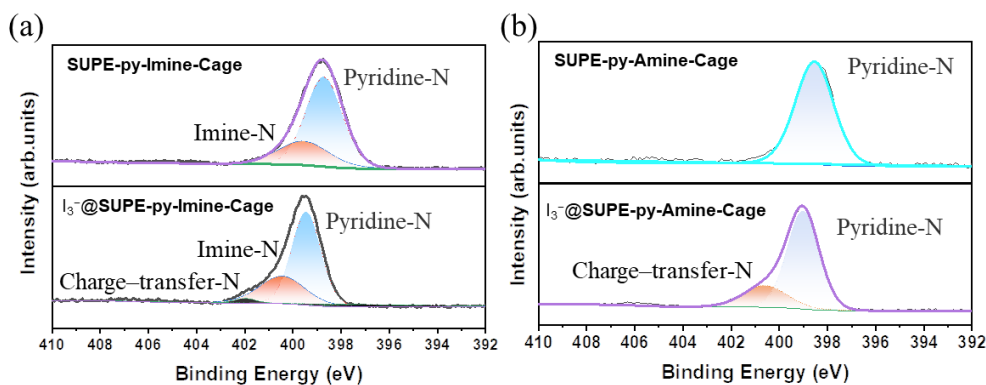 (a)
SUPE-py-Imine-Cage
Pyridine-N
Imine-N
I₃⁻@SUPE-py-Imine-Cage
Pyridine-N
Imine-N
Charge–transfer-N
Intensity (arb.units)
410 408 406 404 402 400 398 396 394 392
Binding Energy (eV)
(b)
SUPE-py-Amine-Cage
Pyridine-N
I₃⁻@SUPE-py-Amine-Cage
Pyridine-N
Charge–transfer-N
Intensity (arb.units)
410 408 406 404 402 400 398 396 394 392
Binding Energy (eV)